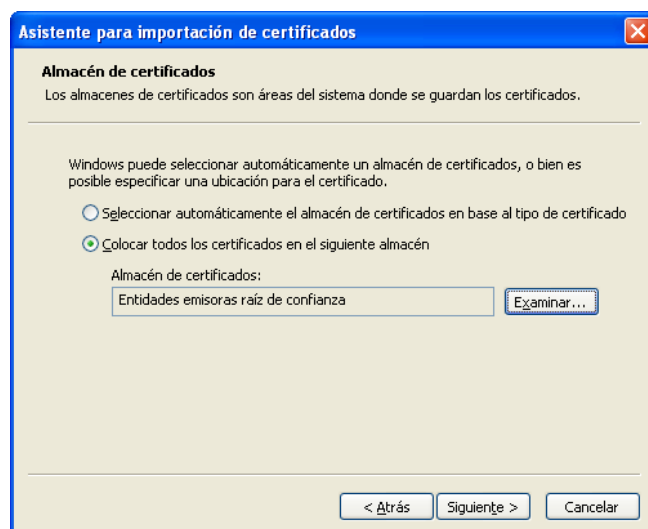 Asistente para importación de certificados
Almacén de certificados
Los almacenes de certificados son áreas del sistema donde se guardan los certificados.
Windows puede seleccionar automáticamente un almacén de certificados, o bien es
posible especificar una ubicación para el certificado.
Seleccionar automáticamente el almacén de certificados en base al tipo de certificado
Colocar todos los certificados en el siguiente almacén
Almacén de certificados:
Entidades emisoras raíz de confianza
Examinar...
< Atrás
Siguiente >
Cancelar